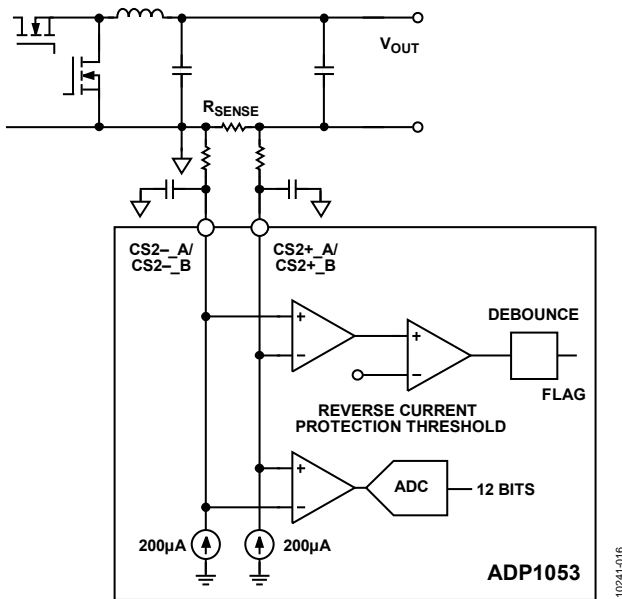 VOUT
RSENSE
CS2–_A/
CS2–_B
CS2+_A/
CS2+_B
+
–
+
–
DEBOUNCE
FLAG
REVERSE CURRENT
PROTECTION THRESHOLD
+
–
ADC
12 BITS
200µA
200µA
ADP1053
10241-016